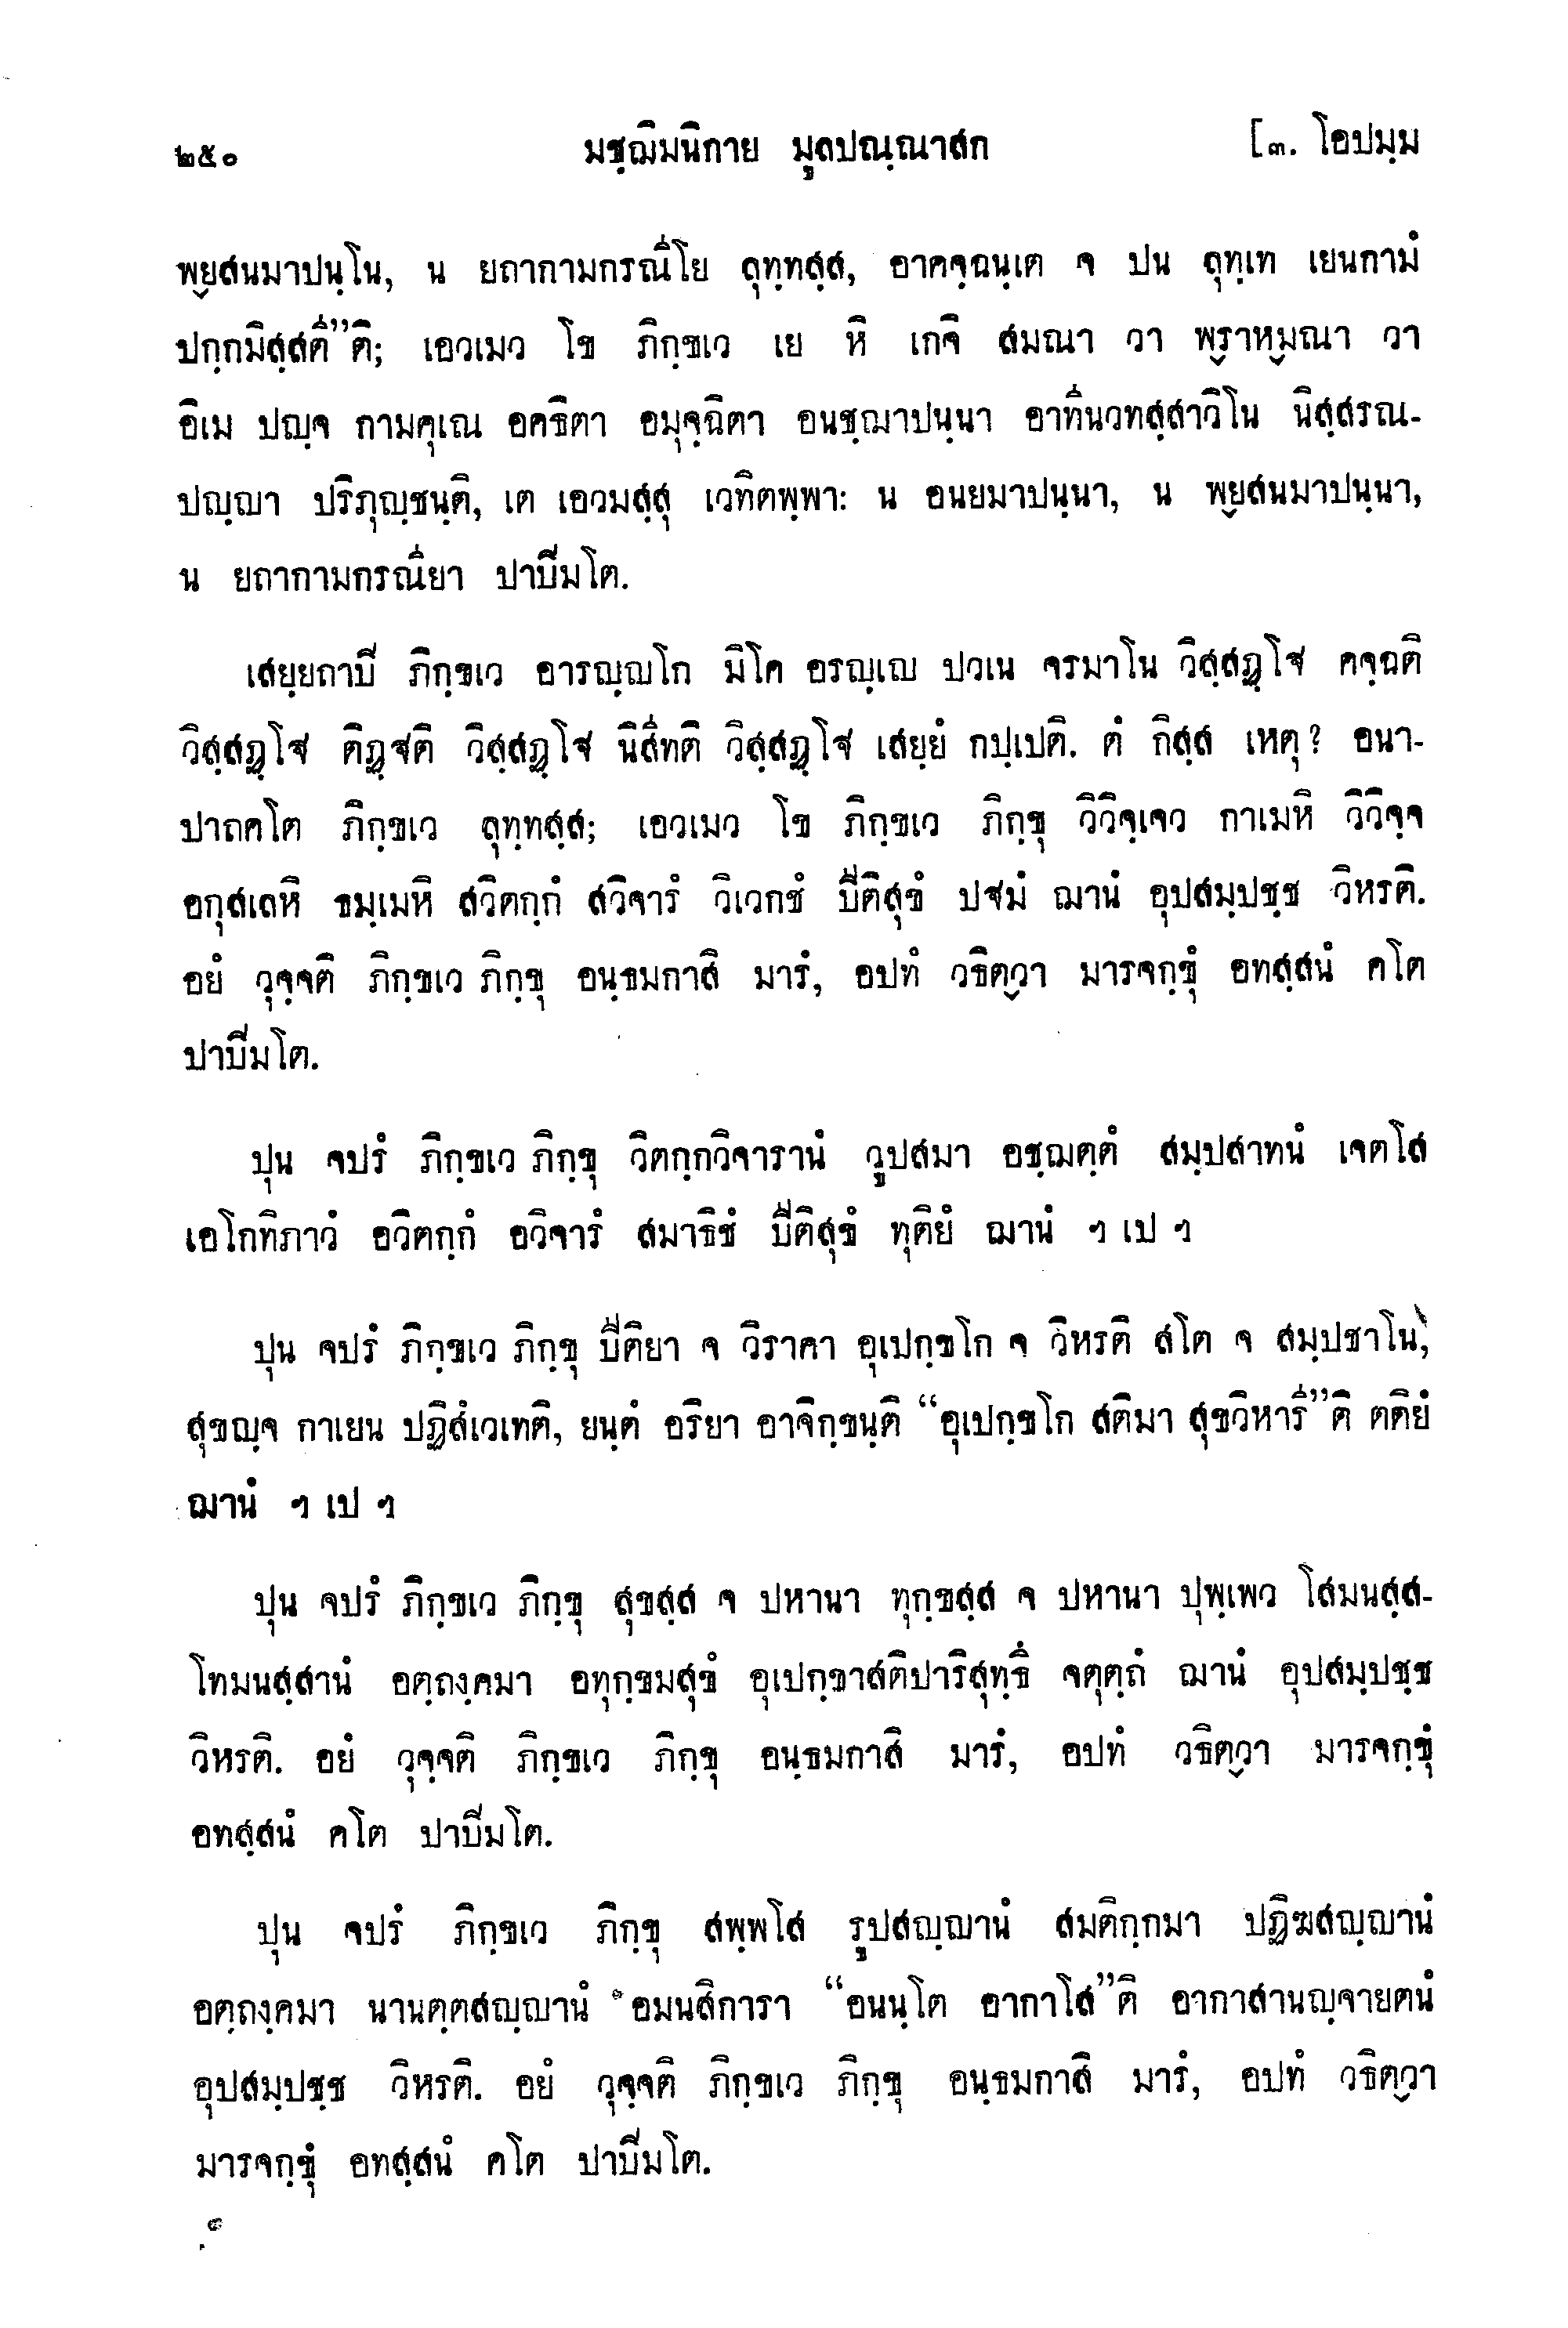 ๒๕๐ มชฺฌิมนิกาย มูลปณฺณาสก [๓. โอปมฺม
พฺยสนมาปนฺโน, น ยถากามกรณีโย ลุทฺทสฺส, อาคจฺฉนฺเต จ ปน ลุทฺเท เยนกามํ
ปกฺกมิสฺสตี”ติ; เอวเมว โข ภิกฺขเว เย หิ เกจิ สมณา วา พฺราหฺมณา วา
อิเม ปญฺจ กามคุเณ อคธิตา อมุจฺฉิตา อนชฺฌาปนฺนา อาทีนวทสฺสาวิโน นิสฺสรณ-
ปญฺญา ปริภุญฺชนฺติ, เต เอวมสฺสุ เวทิตพฺพา: น อนยมาปนฺนา, น พฺยสนมาปนฺนา,
น ยถากามกรณียา ปาปิมโต.
เสยฺยถาปิ ภิกฺขเว อารญฺญโก มิโค อรญฺเญ ปวเน จรมาโน วิสฺสฏฺโฐ คจฺฉติ
วิสฺสฏฺโฐ ติฏฺฐติ วิสฺสฏฺโฐ นิสีทติ วิสฺสฏฺโฐ เสยฺยํ กปฺเปติ. ตํ กิสฺส เหตุ? อนา-
ปาถคโต ภิกฺขเว ลุทฺทสฺส; เอวเมว โข ภิกฺขเว ภิกฺขุ วิวิจฺเจว กาเมหิ วิวิจฺจ
อกุสเลหิ ธมฺเมหิ สวิตกฺกํ สวิจารํ วิเวกชํ ปีติสุขํ ปฐมํ ฌานํ อุปสมฺปชฺช วิหรติ.
อยํ วุจฺจติ ภิกฺขเว ภิกฺขุ อนฺธมกาสิ มารํ, อปทํ วธิตฺวา มารจกฺขุํ อทสฺสนํ คโต
ปาปิมโต.
ปุน จปรํ ภิกฺขเว ภิกฺขุ วิตกฺกวิจารานํ วูปสมา อชฺฌตฺตํ สมฺปสาทนํ เจตโส
เอโกทิภาวํ อวิตกฺกํ อวิจารํ สมาธิชํ ปีติสุขํ ทุติยํ ฌานํ ฯ เป ฯ
ปุน จปรํ ภิกฺขเว ภิกฺขุ ปีติยา จ วิราคา อุเปกฺขโก จ วิหรติ สโต จ สมฺปชาโน,
สุขญฺจ กาเยน ปฏิสํเวเทติ, ยนฺตํ อริยา อาจิกฺขนฺติ “อุเปกฺขโก สติมา สุขวิหารี”ติ ตติยํ
ฌานํ ฯ เป ฯ
ปุน จปรํ ภิกฺขเว ภิกฺขุ สุขสฺส จ ปหานา ทุกฺขสฺส จ ปหานา ปุพฺเพว โสมนสฺส-
โทมนสฺสานํ อตฺถงฺคมา อทุกฺขมสุขํ อุเปกฺขาสติปาริสุทฺธึ จตุตฺถํ ฌานํ อุปสมฺปชฺช
วิหรติ. อยํ วุจฺจติ ภิกฺขเว ภิกฺขุ อนฺธมกาสิ มารํ, อปทํ วธิตฺวา มารจกฺขุํ
อทสฺสนํ คโต ปาปิมโต.
ปุน จปรํ ภิกฺขเว ภิกฺขุ สพฺพโส รูปสญฺญานํ สมติกฺกมา ปฏิฆสญฺญานํ
อตฺถงฺคมา นานตฺตสญฺญานํ อมนสิการา “อนนฺโต อากาโส”ติ อากาสานญฺจายตนํ
อุปสมฺปชฺช วิหรติ. อยํ วุจฺจติ ภิกฺขเว ภิกฺขุ อนฺธมกาสิ มารํ, อปทํ วธิตฺวา
มารจกฺขุํ อทสฺสนํ คโต ปาปิมโต.